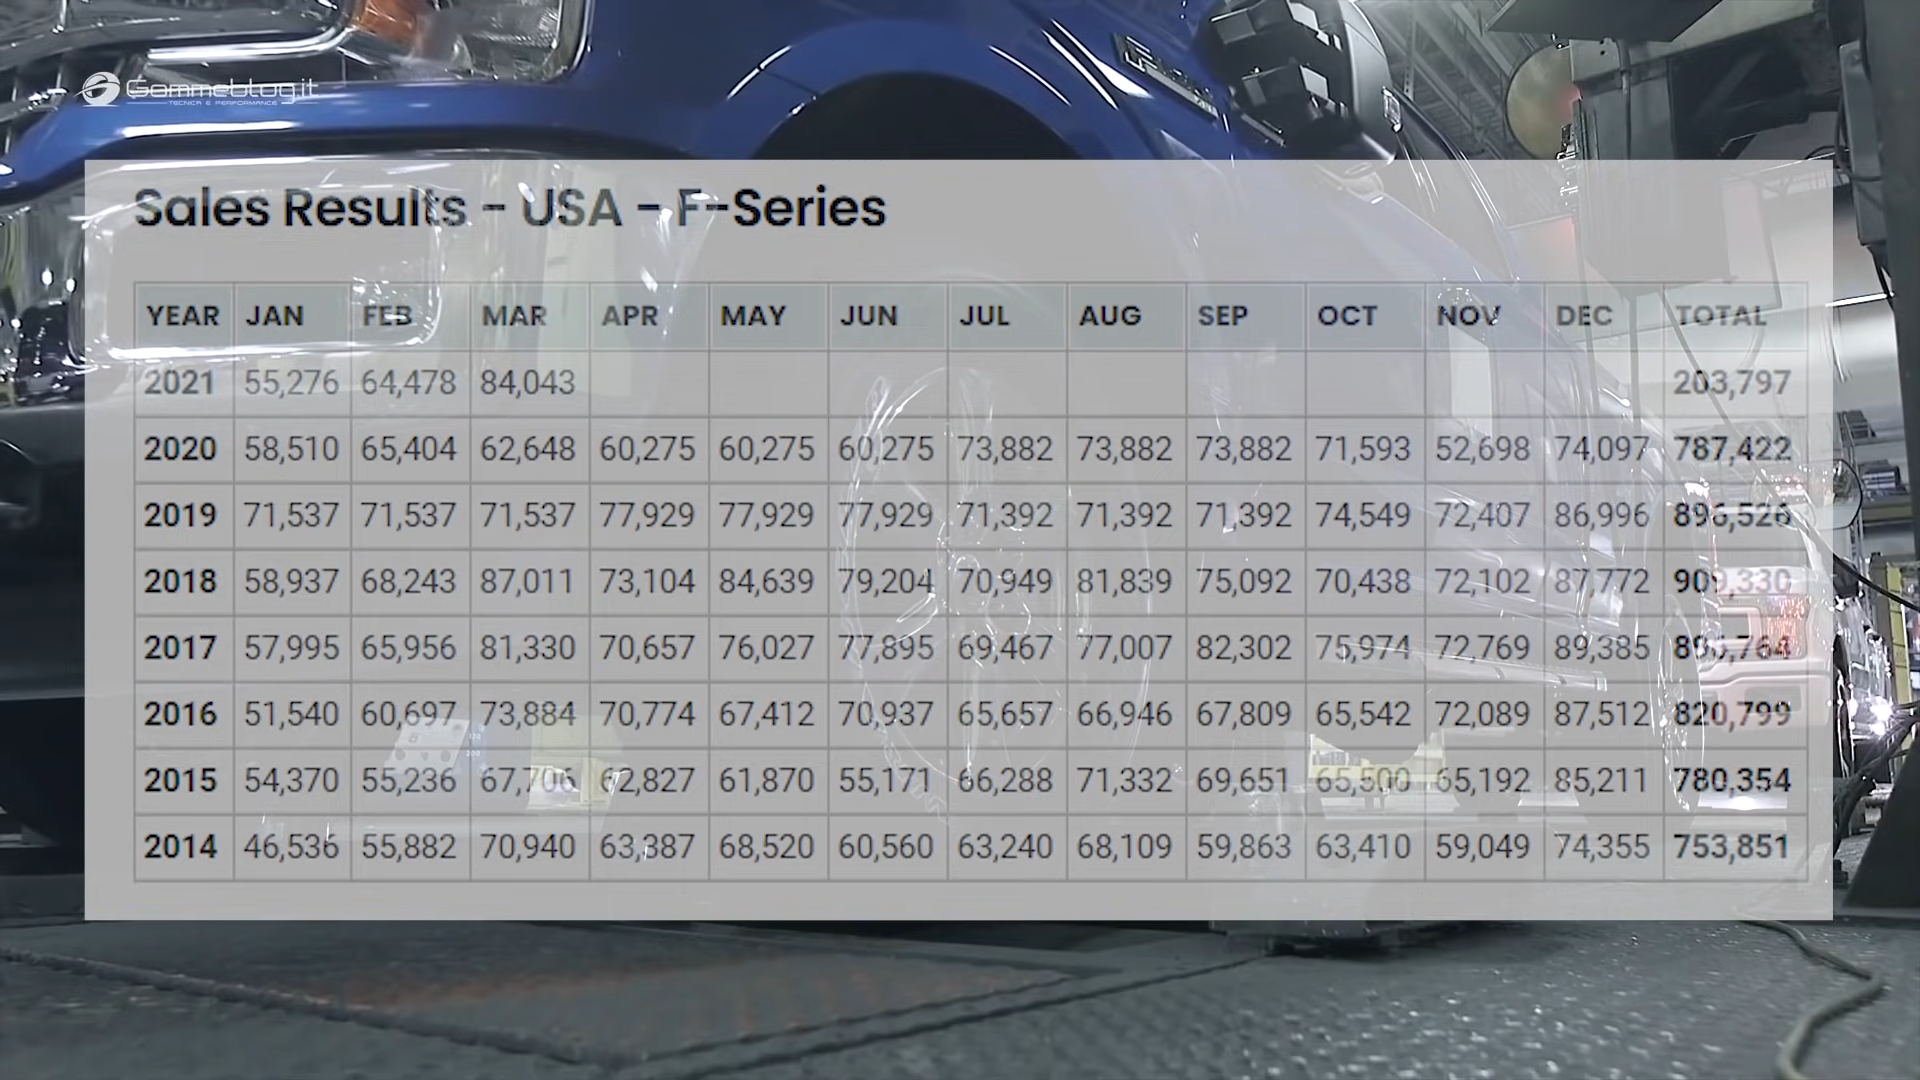 Gommeblog.it
TECNICA E PERFORMANCE
Sales Results - USA - F-Series
YEAR JAN FEB MAR APR MAY JUN JUL AUG SEP OCT NOV DEC TOTAL
2021 55,276 64,478 84,043 203,797
2020 58,510 65,404 62,648 60,275 60,275 60,275 73,882 73,882 73,882 71,593 52,698 74,097 787,422
2019 71,537 71,537 71,537 77,929 77,929 77,929 71,392 71,392 71,392 74,549 72,407 86,996 896,526
2018 58,937 68,243 87,011 73,104 84,639 79,204 70,949 81,839 75,092 70,438 72,102 87,772 909,330
2017 57,995 65,956 81,330 70,657 76,027 77,895 69,467 77,007 82,302 75,974 72,769 89,385 896,764
2016 51,540 60,697 73,884 70,774 67,412 70,937 65,657 66,946 67,809 65,542 72,089 87,512 820,799
2015 54,370 55,236 67,706 62,827 61,870 55,171 66,288 71,332 69,651 65,500 65,192 85,211 780,354
2014 46,536 55,882 70,940 63,387 68,520 60,560 63,240 68,109 59,863 63,410 59,049 74,355 753,851